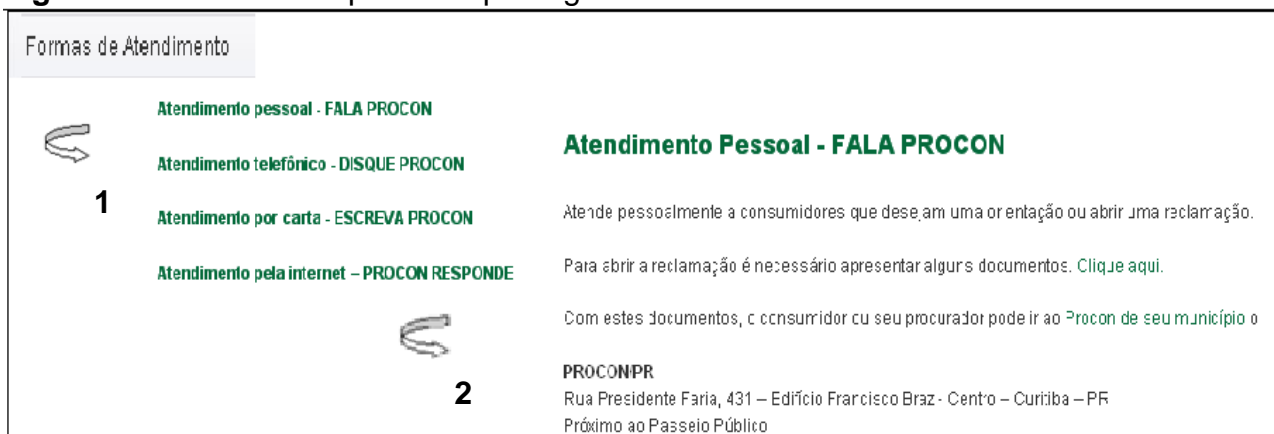 Formas de Atendimento
Atendimento pessoal - FALA PROCON
Atendimento telefônico - DISQUE PROCON
1
Atendimento por carta - ESCREVA PROCON
Atendimento pela internet – PROCON RESPONDE
2
Atendimento Pessoal - FALA PROCON
Atende pessoalmente a consumidores que desejam uma orientação ou abrir uma reclamação.
Para abrir a reclamação é necessário apresentar alguns documentos. Clique aqui.
Com estes documentos, o consumidor ou seu procurador pode ir ao Procon de seu município o
PROCON/PR
Rua Presidente Faria, 431 – Edifício Francisco Braz - Centro – Curitiba – PR
Próximo ao Passeio Público